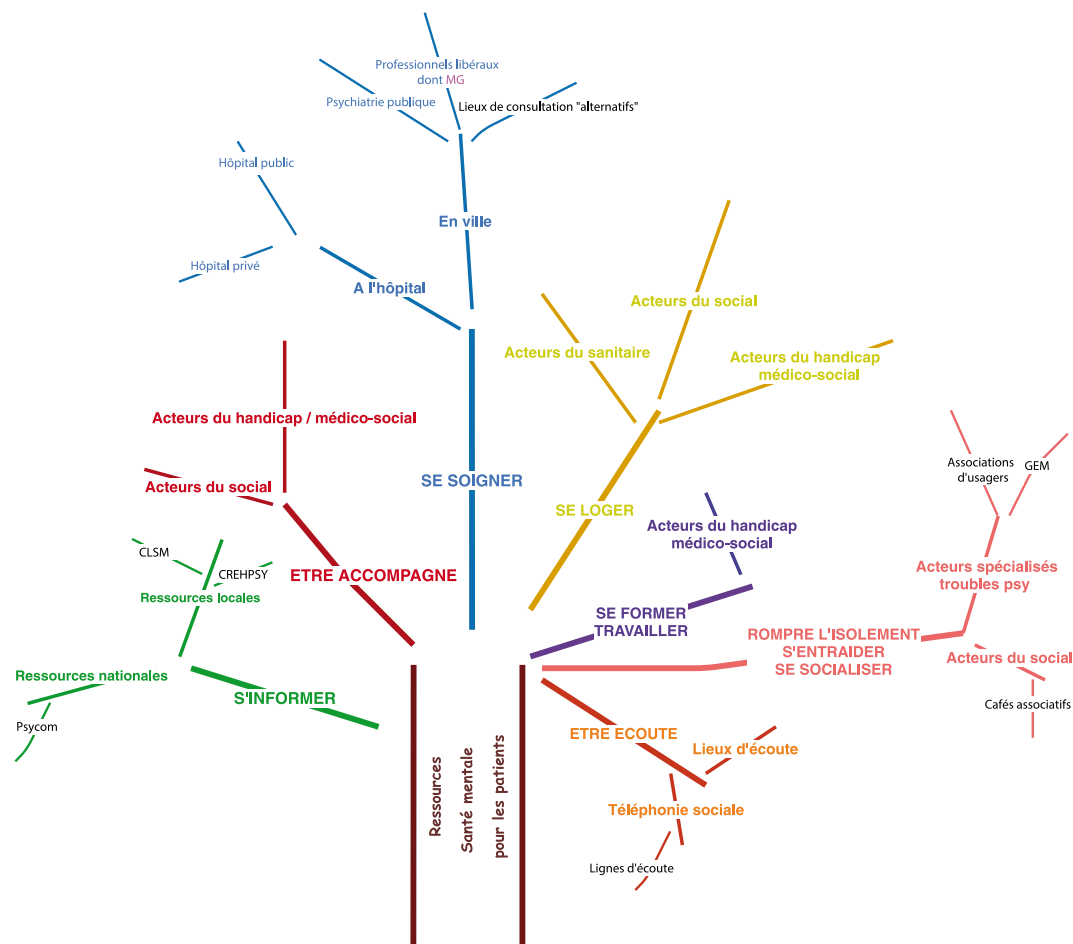 Professionnels libéraux
dont MG
Psychiatrie publique
Lieux de consultation "alternatifs"
Hôpital public
En ville
Hôpital privé
A l'hôpital
Acteurs du social
Acteurs du sanitaire
Acteurs du handicap
médico-social
Acteurs du handicap / médico-social
Acteurs du social
SE SOIGNER
SE LOGER
Associations
d'usagers
GEM
Acteurs du handicap
médico-social
CLSM
CREHPSY
Ressources locales
ETRE ACCOMPAGNE
Acteurs spécialisés
troubles psy
SE FORMER
TRAVAILLER
ROMPRE L'ISOLEMENT
S'ENTRAIDER
SE SOCIALISER
Acteurs du social
Cafés associatifs
Ressources nationales
S'INFORMER
Psycom
ETRE ECOUTE
Lieux d'écoute
Téléphonie sociale
Lignes d'écoute
Ressources
Santé mentale
pour les patients